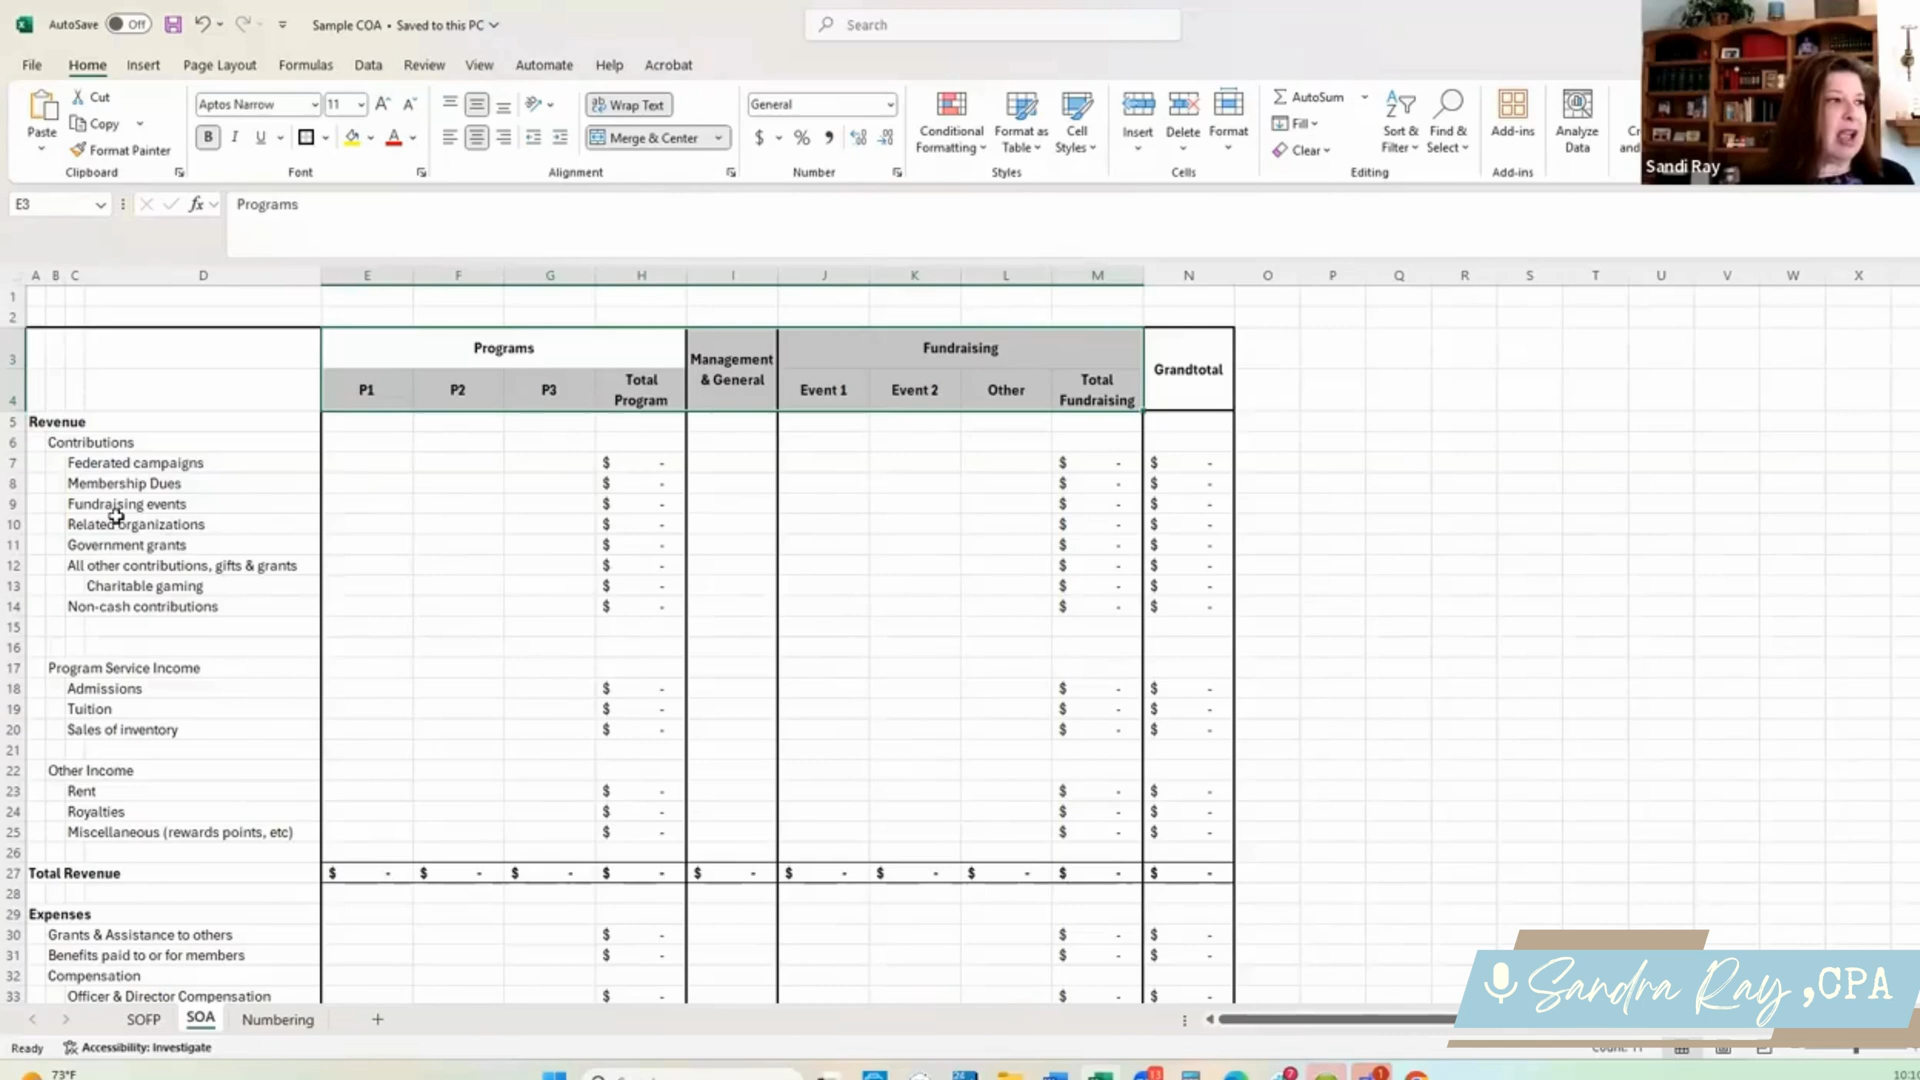 AutoSave Off Sample COA • Saved to this PC Search
File Home Insert Page Layout Formulas Data Review View Automate Help Acrobat
Paste Cut Copy Format Painter Clipboard
Aptos Narrow 11 B I U Font
Wrap Text Merge & Center Alignment
General $ % Number
Conditional Formatting Format as Table Cell Styles Styles
Insert Delete Format Cells
AutoSum Fill Clear Sort & Filter Find & Select Editing
Add-ins Add-ins
Analyze Data
Sandi Ray
E3 fx Programs
A B C D E F G H I J K L M N O P Q R S T U V W X
1
2
3 Programs Management & General Fundraising Grandtotal
4 P1 P2 P3 Total Program Event 1 Event 2 Other Total Fundraising
5 Revenue
6 Contributions
7 Federated campaigns $ - $ - $ -
8 Membership Dues $ - $ - $ -
9 Fundraising events $ - $ - $ -
10 Related organizations $ - $ - $ -
11 Government grants $ - $ - $ -
12 All other contributions, gifts & grants $ - $ - $ -
13 Charitable gaming $ - $ - $ -
14 Non-cash contributions $ - $ - $ -
15
16
17 Program Service Income
18 Admissions $ - $ - $ -
19 Tuition $ - $ - $ -
20 Sales of inventory $ - $ - $ -
21
22 Other Income
23 Rent $ - $ - $ -
24 Royalties $ - $ - $ -
25 Miscellaneous (rewards points, etc) $ - $ - $ -
26
27 Total Revenue $ - $ - $ - $ - $ - $ - $ - $ - $ - $ -
28
29 Expenses
30 Grants & Assistance to others $ - $ - $ -
31 Benefits paid to or for members $ - $ - $ -
32 Compensation
33 Officer & Director Compensation $ - $ - $ -
Sandra Ray, CPA
SOFP SOA Numbering +
Ready Accessibility: Investigate
73°F